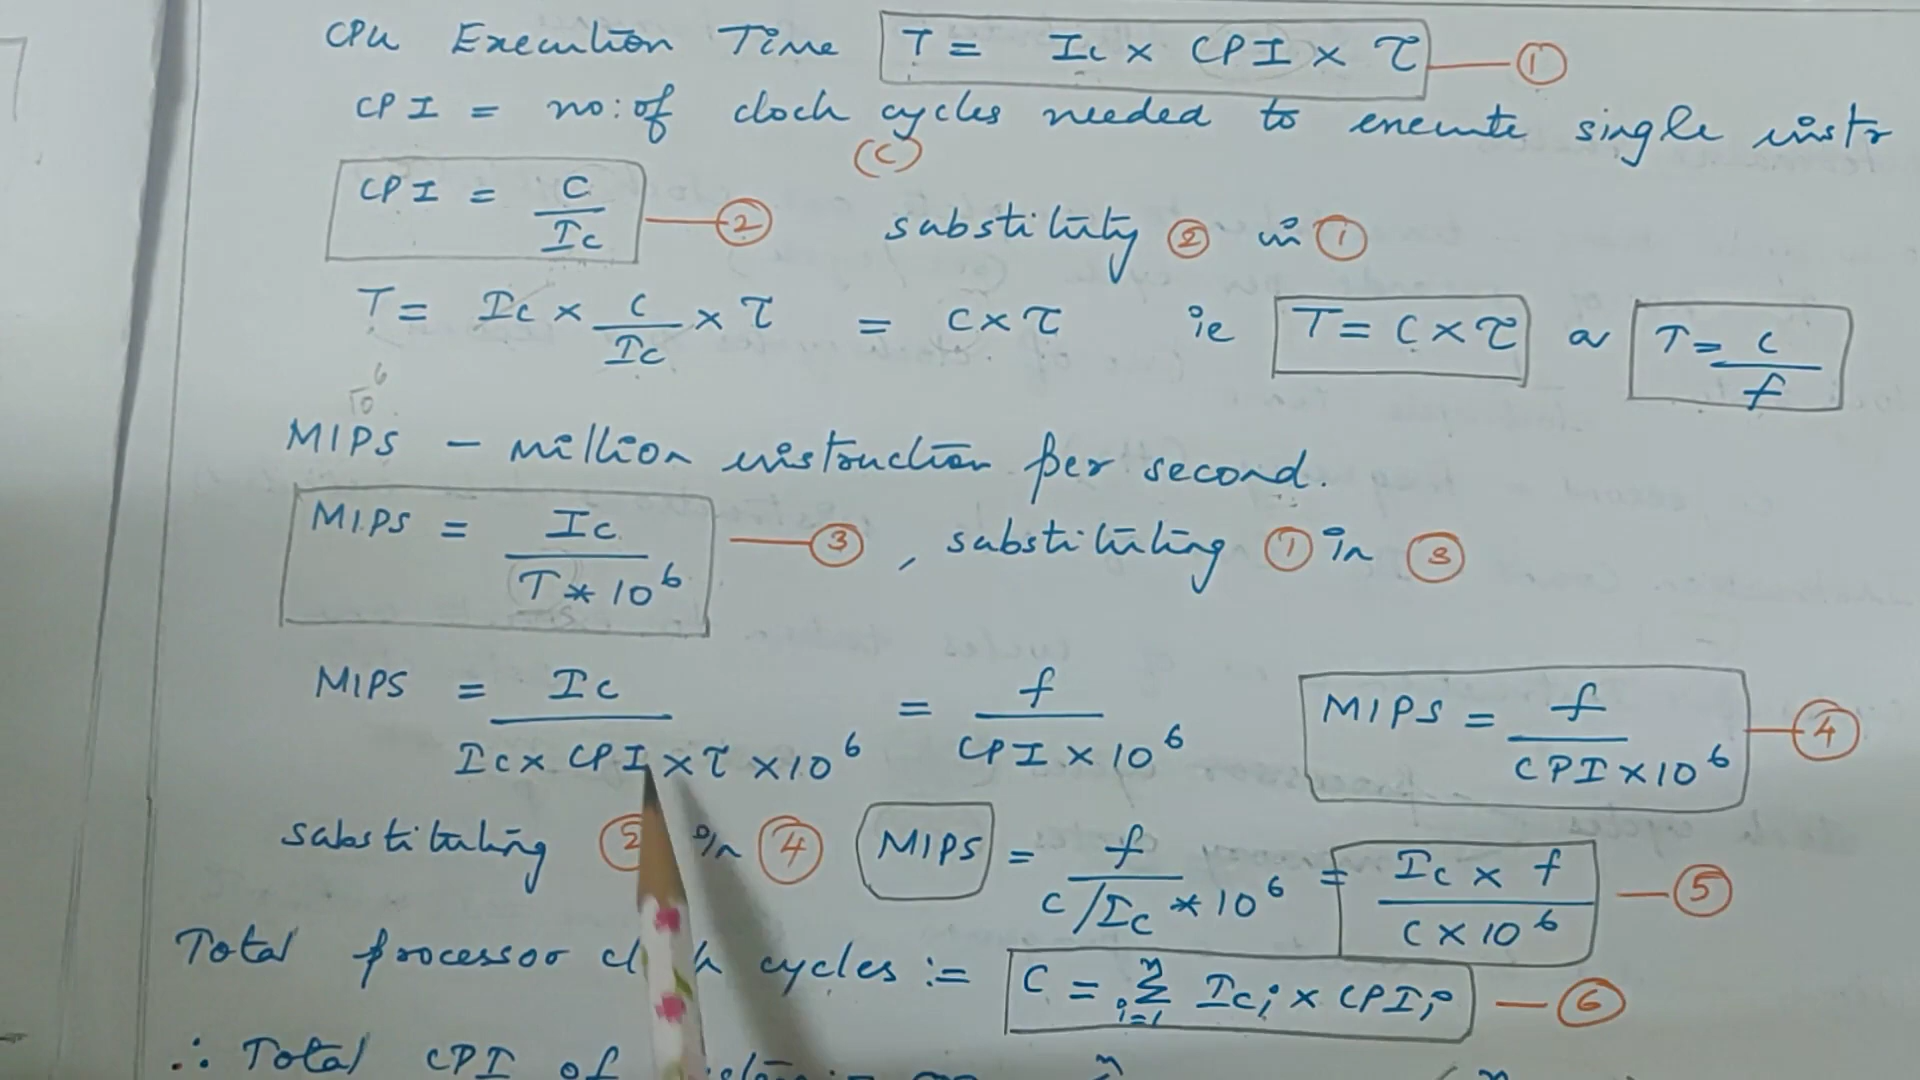 CPU Execution Time T = Ic × CPI × τ — ①
CPI = no: of clock cycles needed to execute single instr
(C)
CPI = C/Ic — ② substituting ② in ①
T = Ic × C/Ic × τ = C×τ ie T = C × τ or T = C/f
10^6
MIPS – million instruction per second.
MIPS = Ic / T * 10^6 — ③ , substituting ① in ③
MIPS = Ic / Ic × CPI × τ × 10^6 = f / CPI × 10^6 MIPS = f / CPI × 10^6 — ④
substituting ② in ④ MIPS = f / C/Ic * 10^6 = Ic × f / C × 10^6 — ⑤
Total processor cycles := C = Σ i=1 n Ici × CPIi — ⑥
∴ Total CPI of